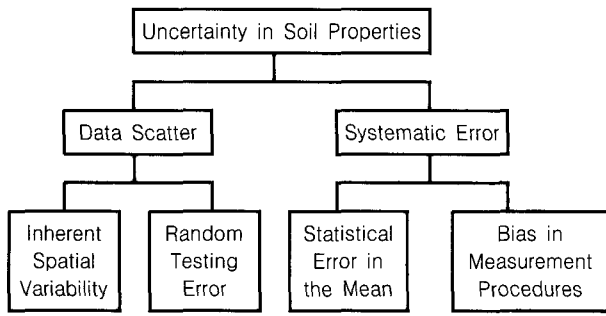 Uncertainty in Soil Properties
Data Scatter
Systematic Error
Inherent
Spatial
Variability
Random
Testing
Error
Statistical
Error in
the Mean
Bias in
Measurement
Procedures